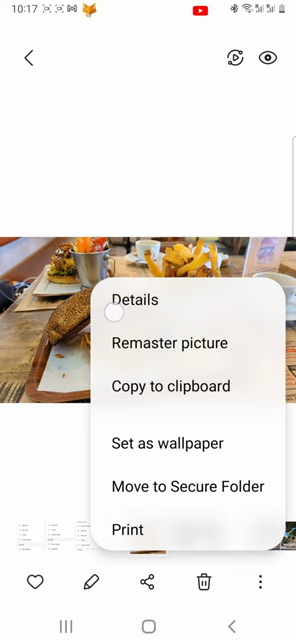 10:17
Details
Remaster picture
Copy to clipboard
Set as wallpaper
Move to Secure Folder
Print